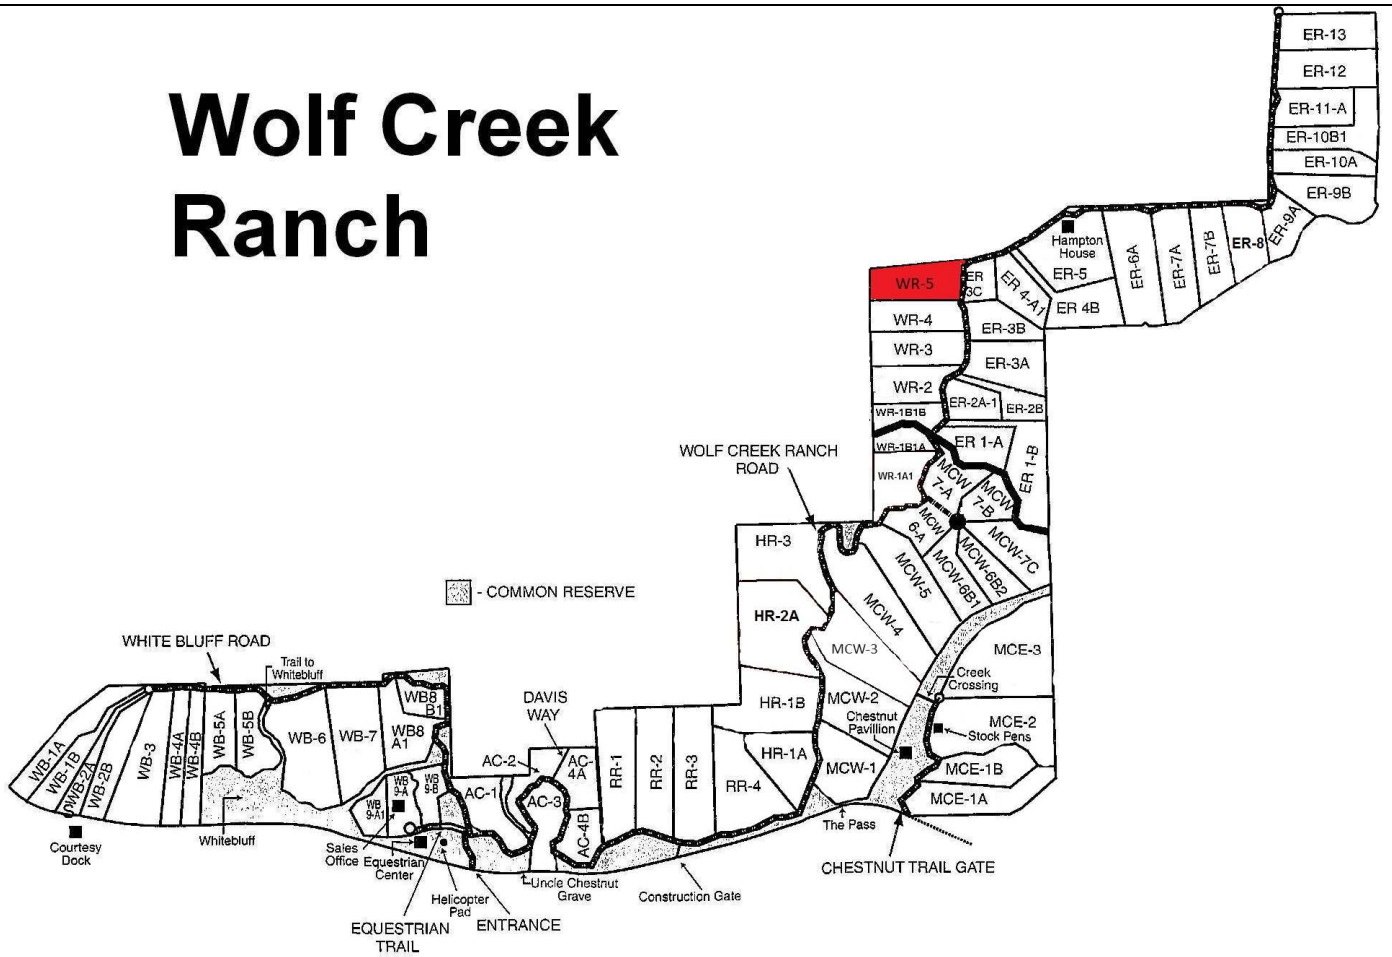 Wolf Creek
Ranch
ER-13
ER-12
ER-11-A
ER-10B1
ER-10A
ER-9B
ER-9A
ER-8
ER-7B
ER-7A
ER-6A
Hampton
House
ER-5
ER 4B
ER 4-A1
ER
3C
WR-5
WR-4
ER-3B
WR-3
ER-3A
WR-2
ER-2A-1
ER-2B
WR-1B1B
WR-1B1A
ER 1-A
ER 1-B
WR-1A1
MCW
7-A
MCW
7-B
WOLF CREEK RANCH
ROAD
MCW
6-A
MCW-7C
MCW-6B2
MCW-6B1
MCW-5
MCW-4
HR-3
HR-2A
MCW-3
MCE-3
- COMMON RESERVE
WHITE BLUFF ROAD
Trail to
Whitebluff
Creek
Crossing
MCW-2
HR-1B
Chestnut
Pavillion
MCE-2
Stock Pens
HR-1A
MCW-1
MCE-1B
MCE-1A
DAVIS
WAY
WB8
B1
WB-1A
WB-1B
WB-2A
WB-2B
WB-3
WB-4A
WB-4B
WB-5A
WB-5B
WB-6
WB-7
WB8
A1
AC-2
AC-
4A
RR-1
RR-2
RR-3
RR-4
WB
9-A
WB
9-B
WB
9-A1
AC-1
AC-3
AC-4B
The Pass
Whitebluff
Courtesy
Dock
Sales
Office
Equestrian
Center
Helicopter
Pad
Uncle Chestnut
Grave
Construction Gate
CHESTNUT TRAIL GATE
EQUESTRIAN
TRAIL
ENTRANCE